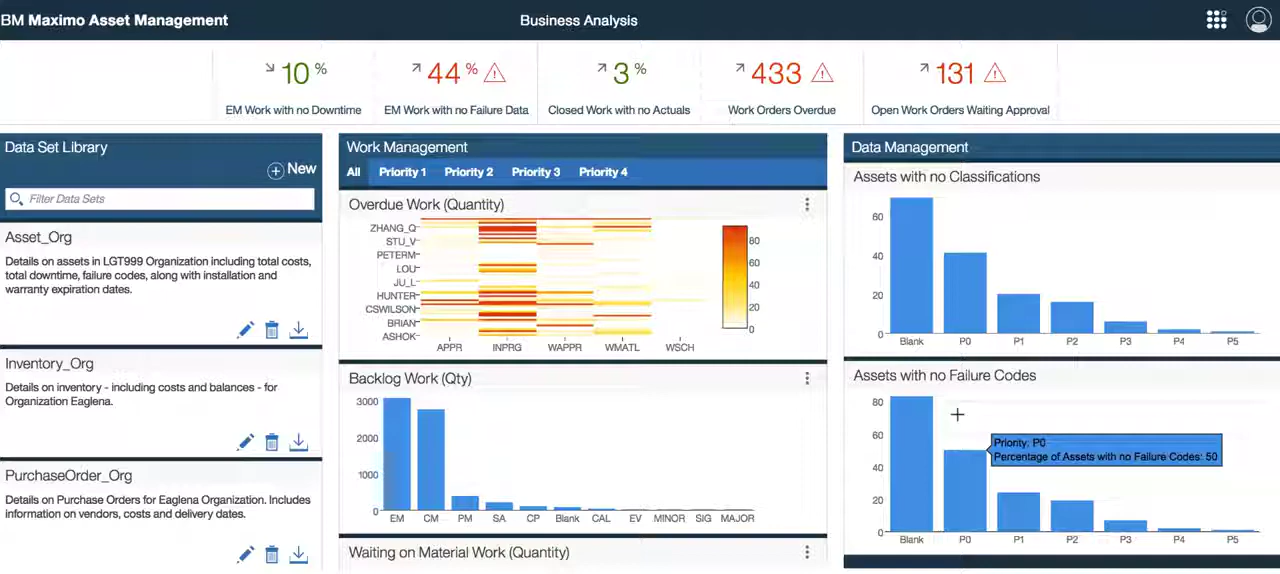 BM Maximo Asset Management
Business Analysis
10 %
EM Work with no Downtime
44 %
EM Work with no Failure Data
3 %
Closed Work with no Actuals
433
Work Orders Overdue
131
Open Work Orders Waiting Approval
Data Set Library
New
Filter Data Sets
Asset_Org
Details on assets in LGT999 Organization including total costs,
total downtime, failure codes, along with installation and
warranty expiration dates.
Inventory_Org
Details on inventory - including costs and balances - for
Organization Eaglena.
PurchaseOrder_Org
Details on Purchase Orders for Eaglena Organization. Includes
information on vendors, costs and delivery dates.
Work Management
All Priority 1 Priority 2 Priority 3 Priority 4
Overdue Work (Quantity)
ZHANG_Q
STU_V
PETERM
LOU
JU_L
HUNTER
CSWILSON
BRIAN
ASHOK
APPR INPRG WAPPR WMATL WSCH
80
60
40
20
0
Backlog Work (Qty)
3000
2000
1000
0
EM CM PM SA CP Blank CAL EV MINOR SIG MAJOR
Waiting on Material Work (Quantity)
Data Management
Assets with no Classifications
60
40
20
0
Blank P0 P1 P2 P3 P4 P5
Assets with no Failure Codes
80
60
40
20
0
Priority: P0
Percentage of Assets with no Failure Codes: 50
Blank P0 P1 P2 P3 P4 P5